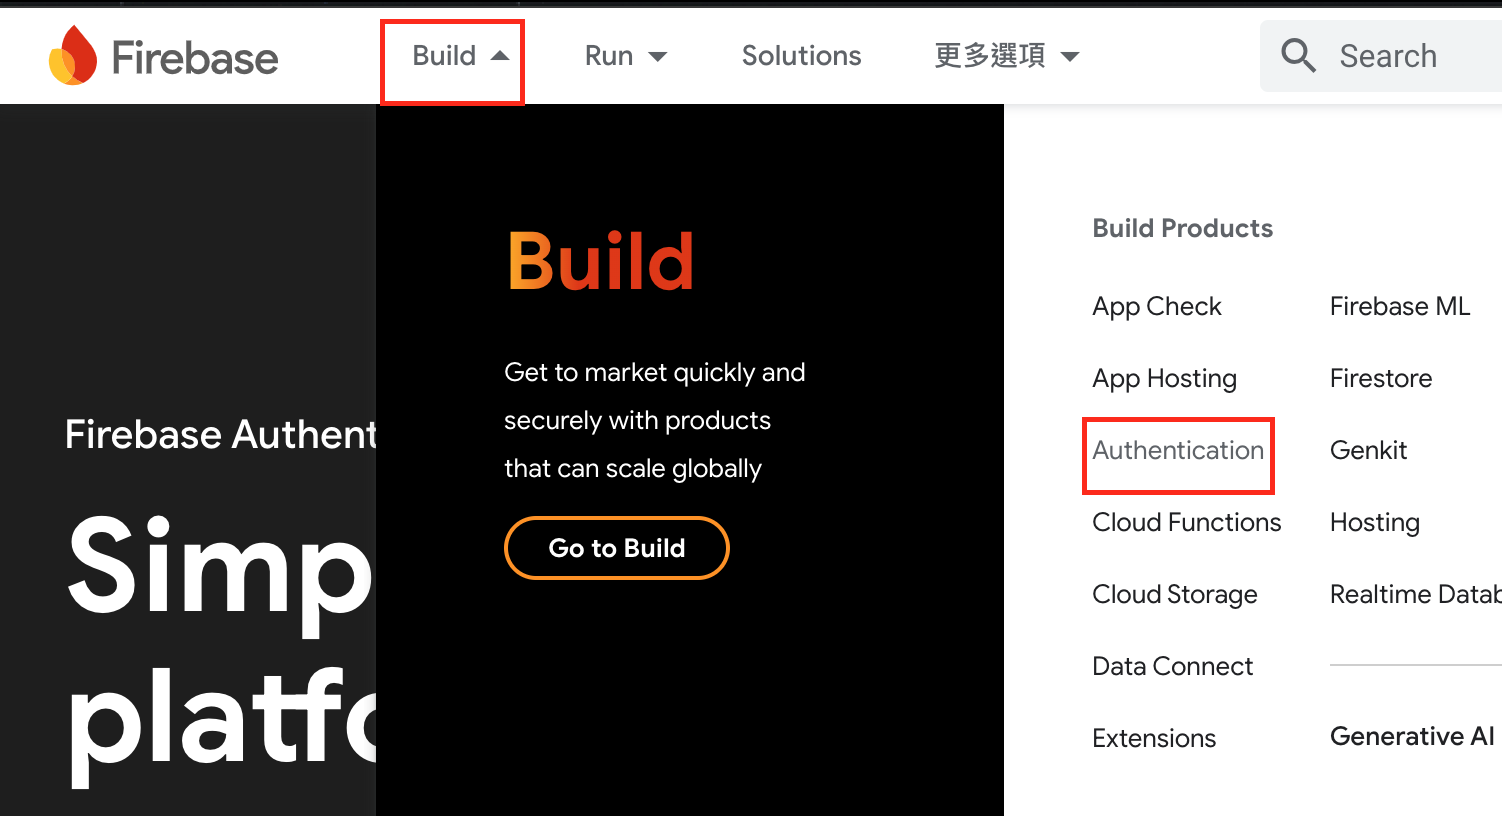 Firebase
Build
Run
Solutions
更多選項
Search
Firebase Authent
Simp
platfo
Build
Get to market quickly and
securely with products
that can scale globally
Go to Build
Build Products
App Check
App Hosting
Authentication
Cloud Functions
Cloud Storage
Data Connect
Extensions
Firebase ML
Firestore
Genkit
Hosting
Realtime Datab
Generative AI